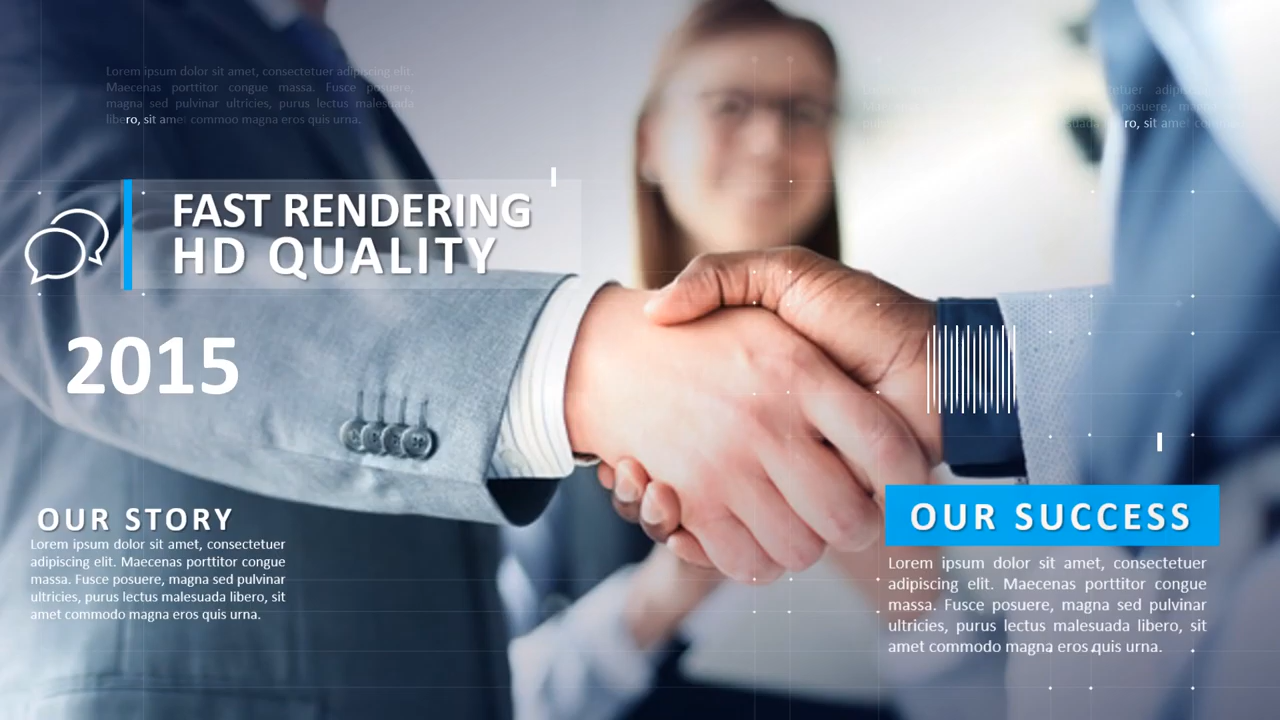 Lorem ipsum dolor sit amet, consectetuer adipiscing elit.
Maecenas porttitor congue massa. Fusce posuere,
magna sed pulvinar ultricies, purus lectus malesuada
libero, sit amet commoo magna eros quis urna.
ro, sit ame
FAST RENDERING
HD QUALITY
2015
OUR STORY
Lorem ipsum dolor sit amet, consectetuer
adipiscing elit. Maecenas porttitor congue
massa. Fusce posuere, magna sed pulvinar
ultricies, purus lectus malesuada libero, sit
amet commodo magna eros quis urna.
OUR SUCCESS
Lorem ipsum dolor sit amet, consectetuer
adipiscing elit. Maecenas porttitor congue
massa. Fusce posuere, magna sed pulvinar
ultricies, purus lectus malesuada libero, sit
amet commodo magna eros quis urna.